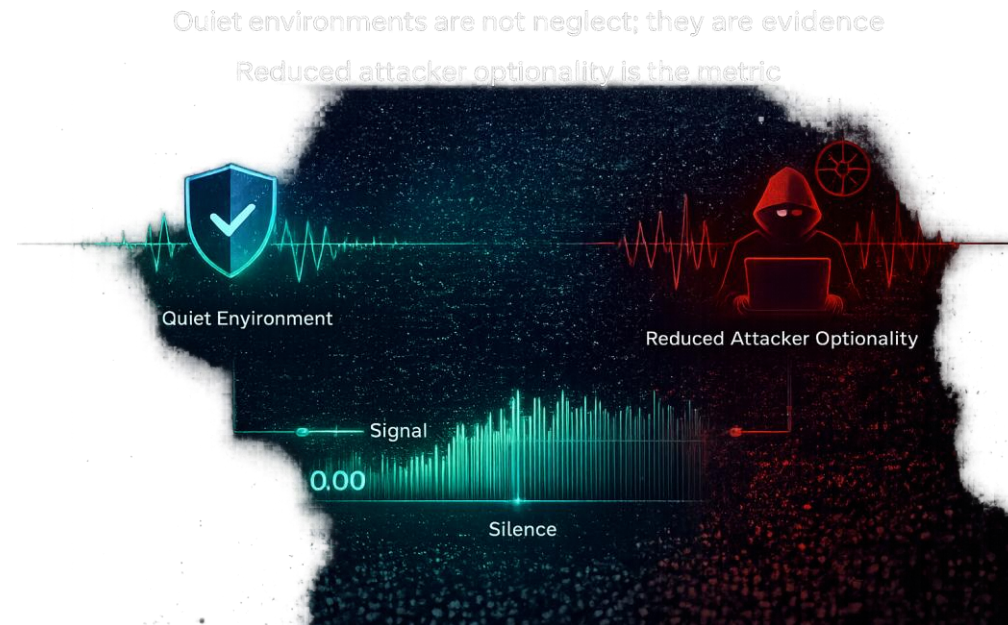 Quiet environments are not neglect; they are evidence
Reduced attacker optionality is the metric
Quiet Enyironment
Reduced Attacker Optionality
Signal
0.00
Silence